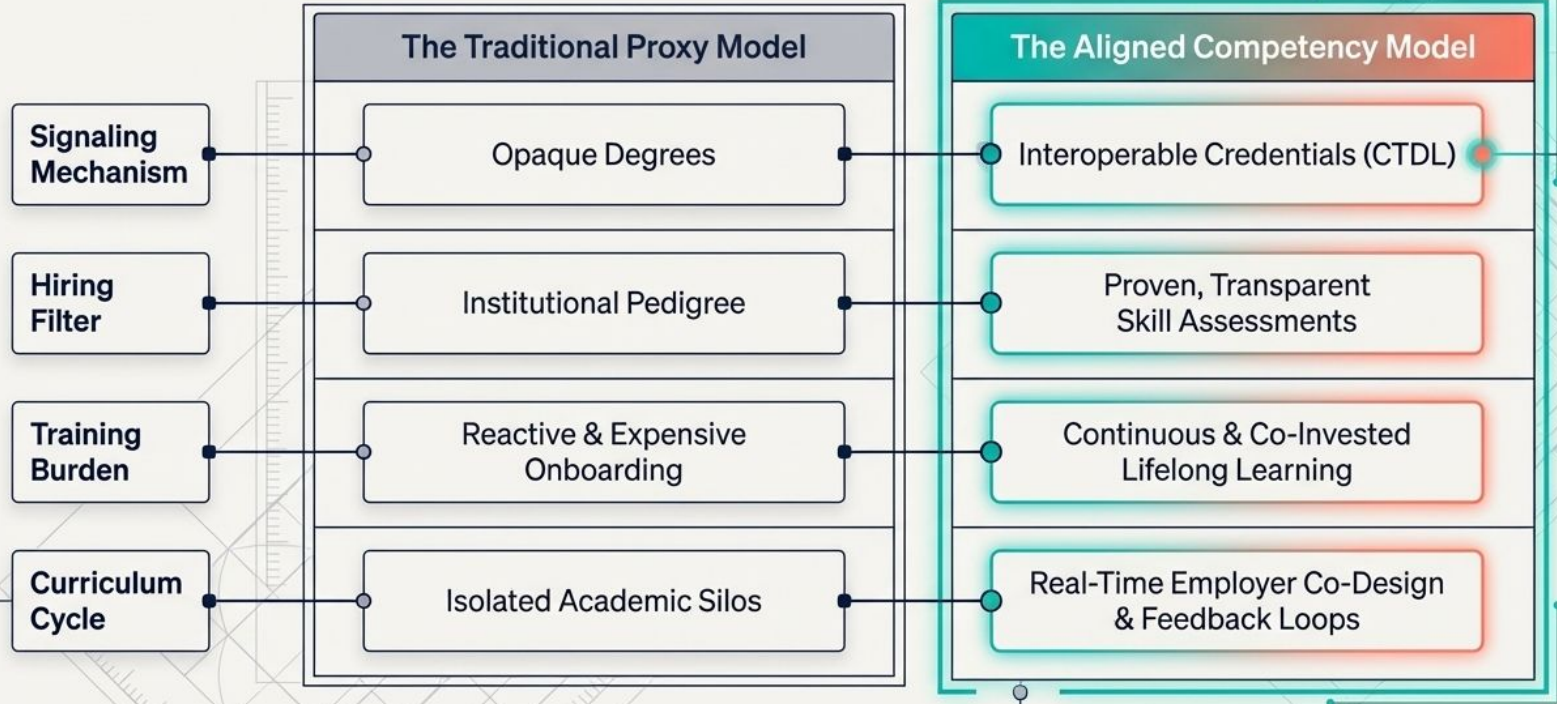 The Traditional Proxy Model
The Aligned Competency Model
Signaling
Mechanism
Opaque Degrees
Interoperable Credentials (CTDL)
Hiring
Filter
Institutional Pedigree
Proven, Transparent
Skill Assessments
Training
Burden
Reactive & Expensive
Onboarding
Continuous & Co-Invested
Lifelong Learning
Curriculum
Cycle
Isolated Academic Silos
Real-Time Employer Co-Design
& Feedback Loops